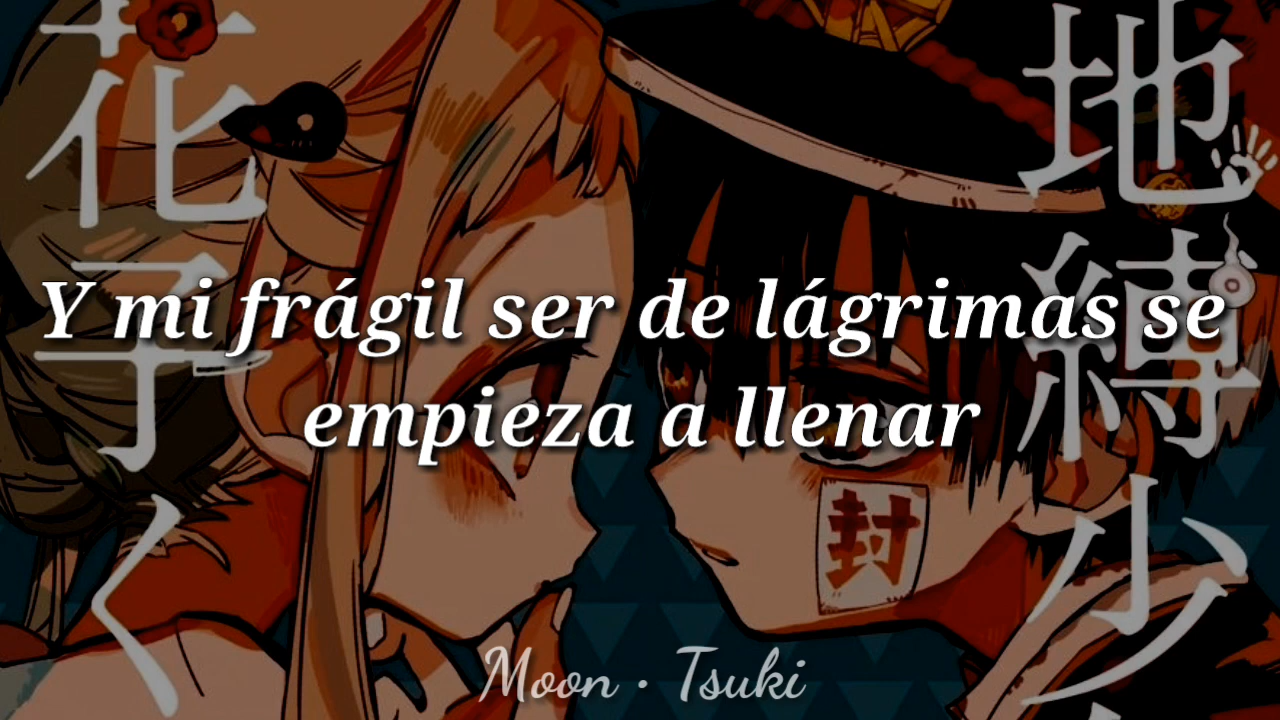 地縛少
花子く
Y mi frágil ser de lágrimas se
empieza a llenar
封
Moon · Tsuki